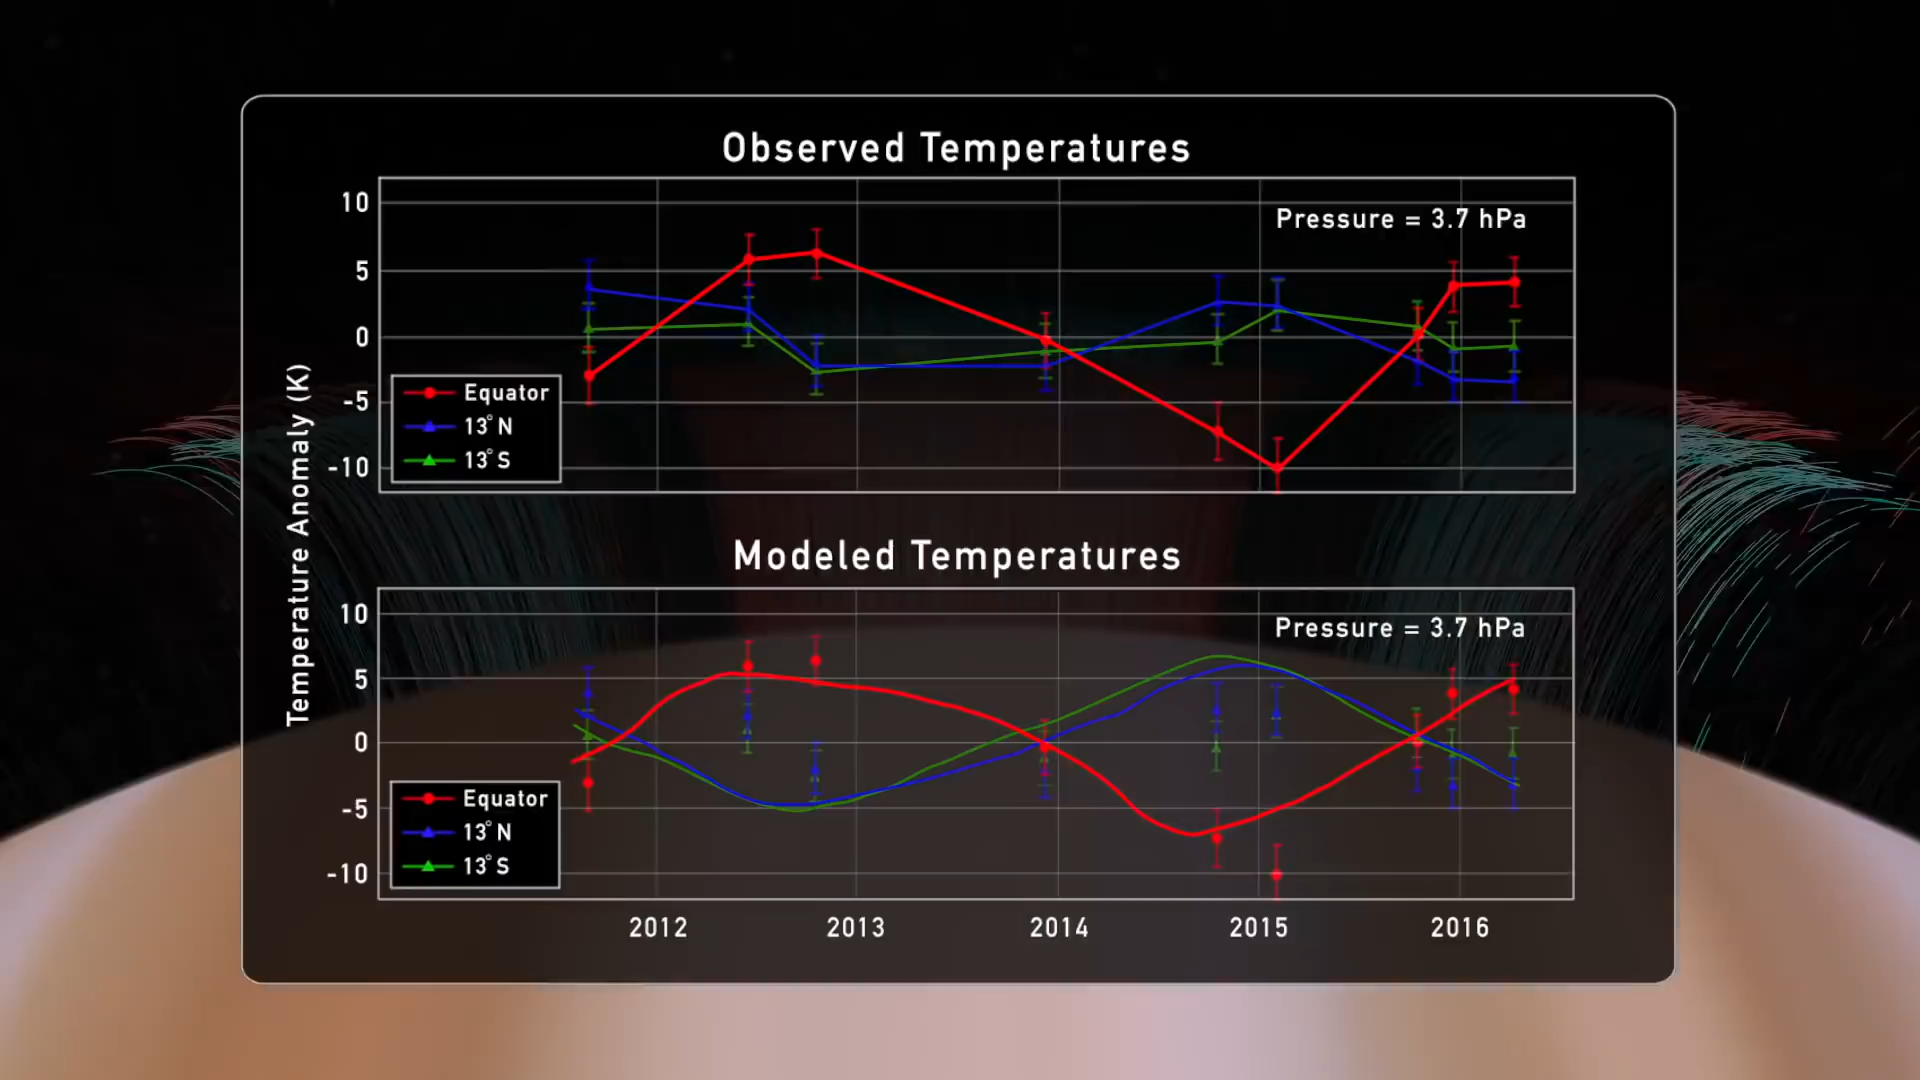 Observed Temperatures
Pressure = 3.7 hPa
10
5
0
-5
-10
Equator
13°N
13°S
Temperature Anomaly (K)
Modeled Temperatures
Pressure = 3.7 hPa
10
5
0
-5
-10
Equator
13°N
13°S
2012 2013 2014 2015 2016